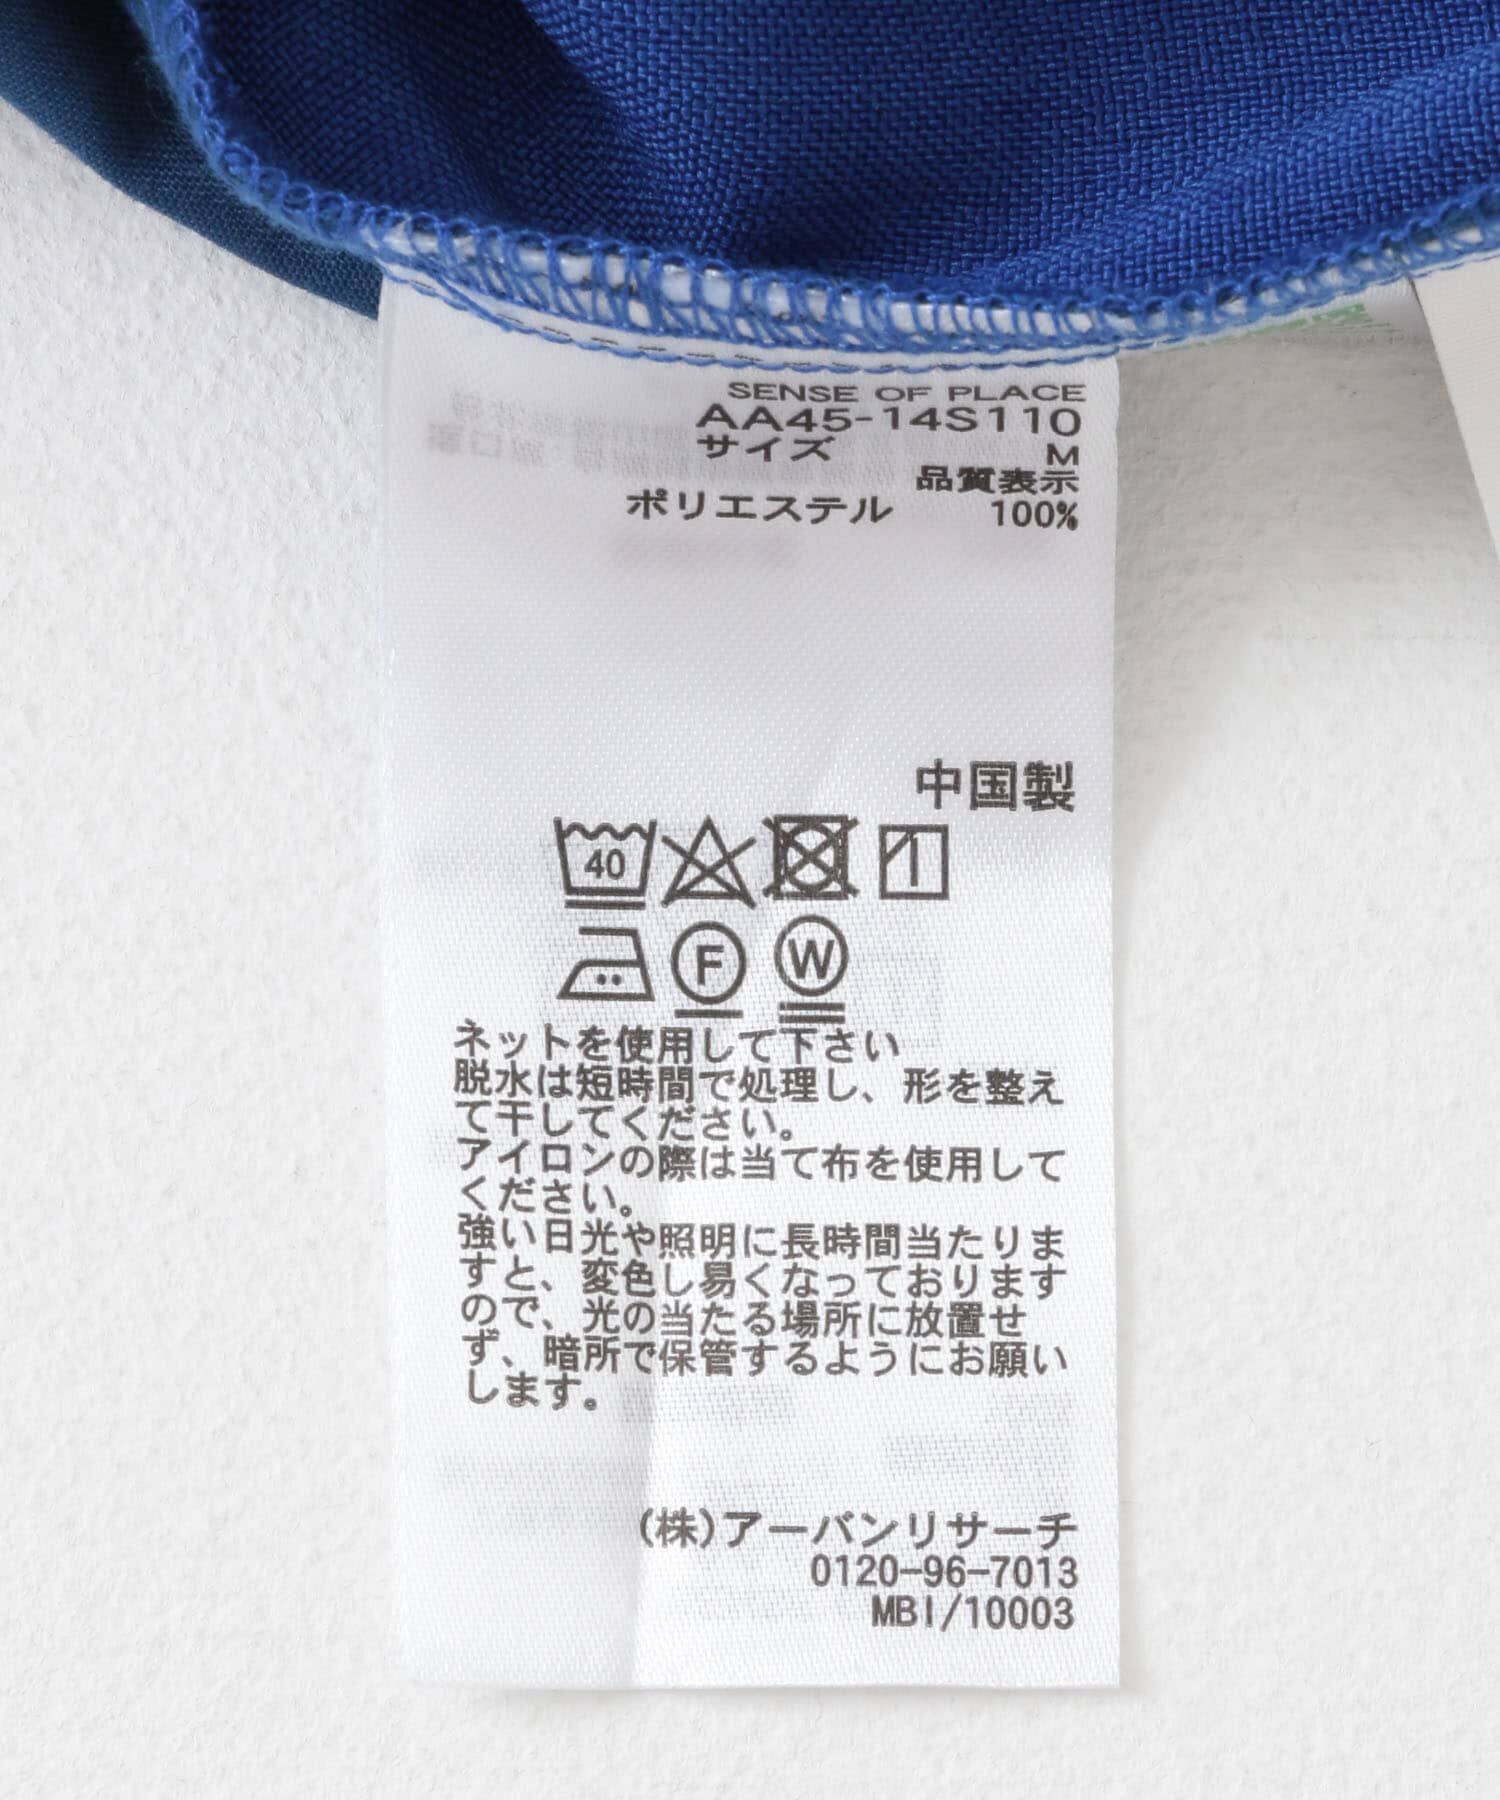 SENSE OF PLACE
AA45-14S110
サイズ M
品質表示
ポリエステル 100%
中国製
40
F W
ネットを使用して下さい
脱水は短時間で処理し、形を整え
て干してください。
アイロンの際は当て布を使用して
ください。
強い日光や照明に長時間当たりま
すと、変色し易くなっております
ので、光の当たる場所に放置せ
ず、暗所で保管するようにお願い
します。
(株)アーバンリサーチ
0120-96-7013
MBI/10003